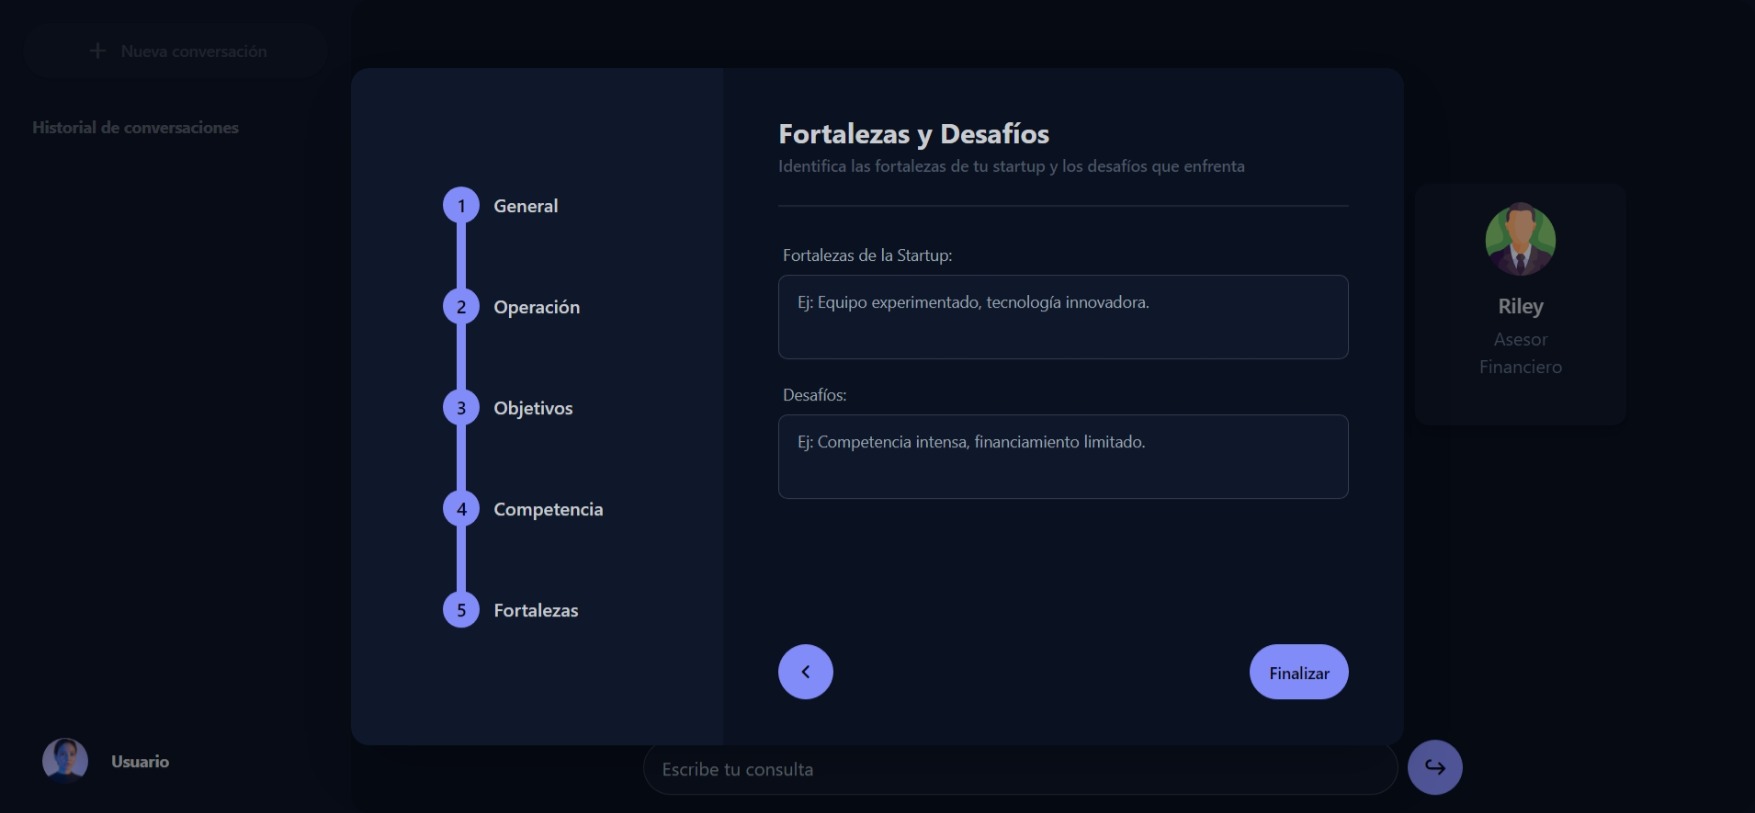 Nueva conversación
Historial de conversaciones
1 General
2 Operación
3 Objetivos
4 Competencia
5 Fortalezas
Fortalezas y Desafíos
Identifica las fortalezas de tu startup y los desafíos que enfrenta
Fortalezas de la Startup:
Ej: Equipo experimentado, tecnología innovadora.
Desafíos:
Ej: Competencia intensa, financiamiento limitado.
Finalizar
Riley
Asesor
Financiero
Usuario
Escribe tu consulta